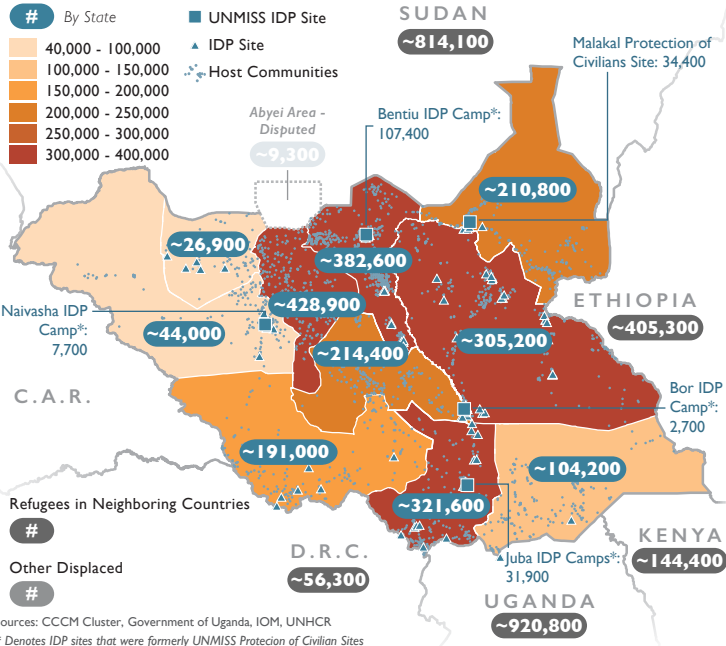 # By State
40,000 - 100,000
100,000 - 150,000
150,000 - 200,000
200,000 - 250,000
250,000 - 300,000
300,000 - 400,000
UNMISS IDP Site
IDP Site
Host Communities
SUDAN
~814,100
Malakal Protection of
Civilians Site: 34,400
Abyei Area -
Disputed
~9,300
Bentiu IDP Camp*:
107,400
~210,800
~26,900
~382,600
ETHIOPIA
~405,300
Naivasha IDP
Camp*:
7,700
~428,900
~44,000
~214,400
~305,200
C.A.R.
Bor IDP
Camp*:
2,700
~191,000
~104,200
~321,600
Refugees in Neighboring Countries
#
Other Displaced
#
D.R.C.
~56,300
Juba IDP Camps*:
31,900
KENYA
~144,400
UGANDA
~920,800
ources: CCCM Cluster, Government of Uganda, IOM, UNHCR
* Denotes IDP sites that were formerly UNMISS Protecion of Civilian Sites